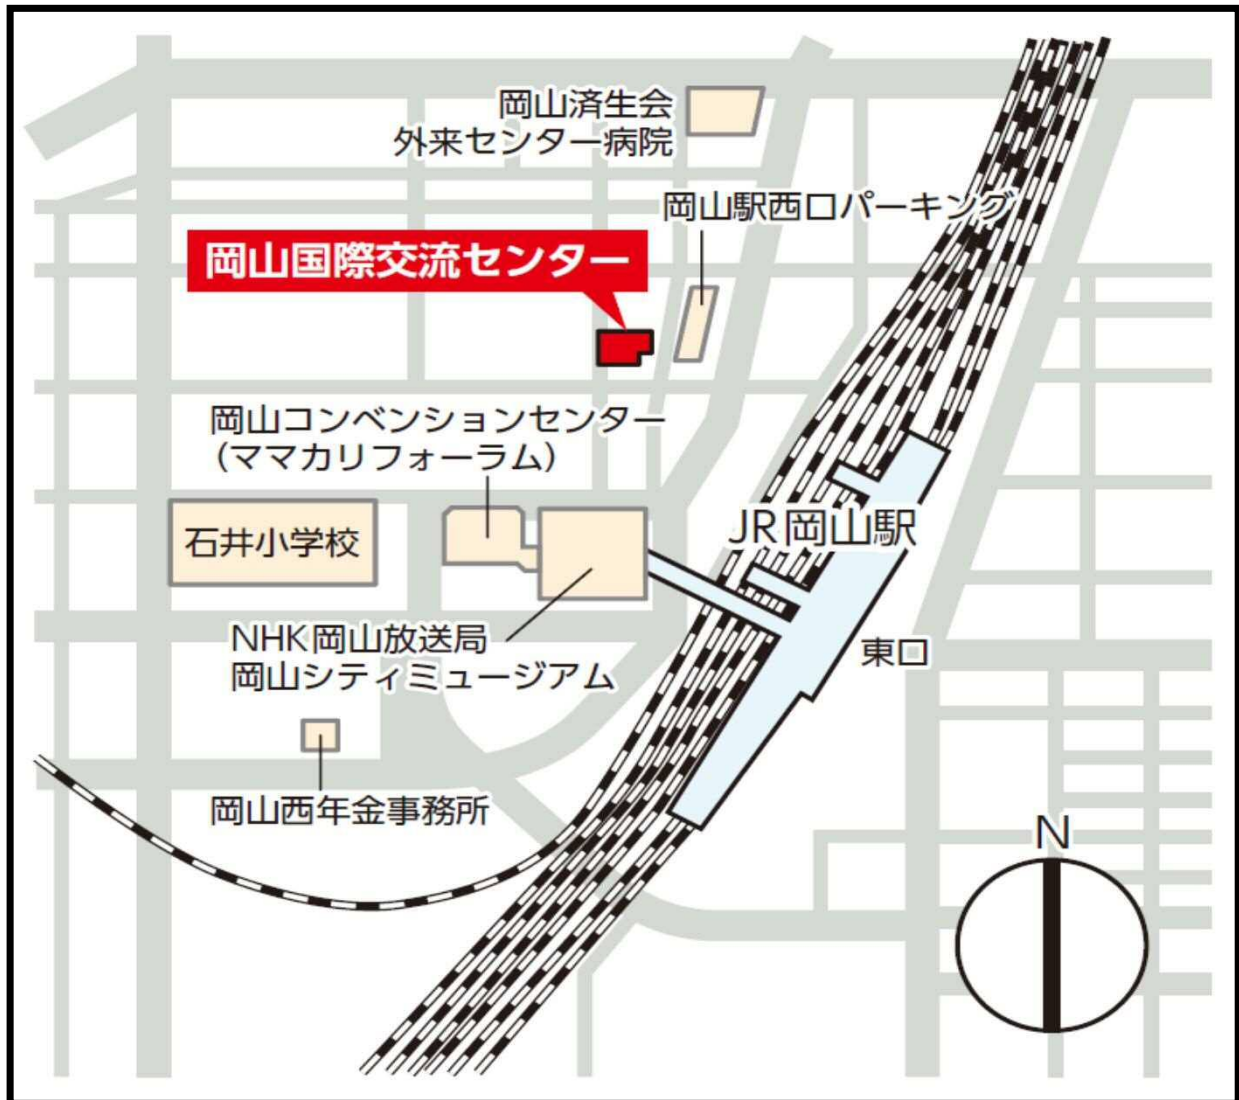 岡山済生会
外来センター病院
岡山駅西口パーキング
岡山国際交流センター
岡山コンベンションセンター
（ママカリフォーラム）
石井小学校
JR岡山駅
NHK岡山放送局
岡山シティミュージアム
東口
岡山西年金事務所
N